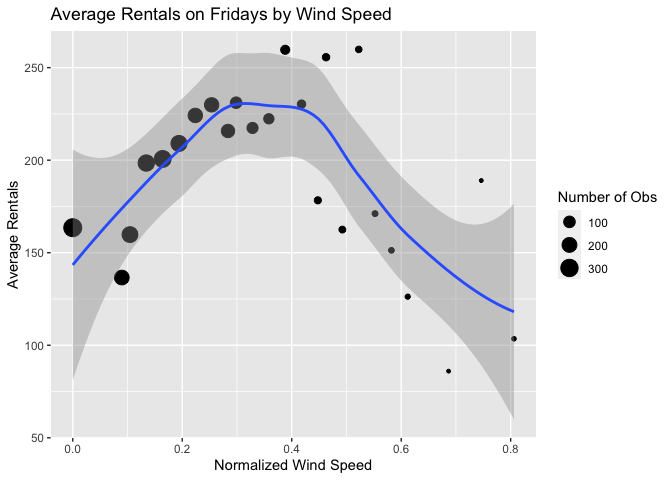 Average Rentals on Fridays by Wind Speed
Average Rentals
250
200
150
100
50
0.0 0.2 0.4 0.6 0.8
Normalized Wind Speed
Number of Obs
100
200
300